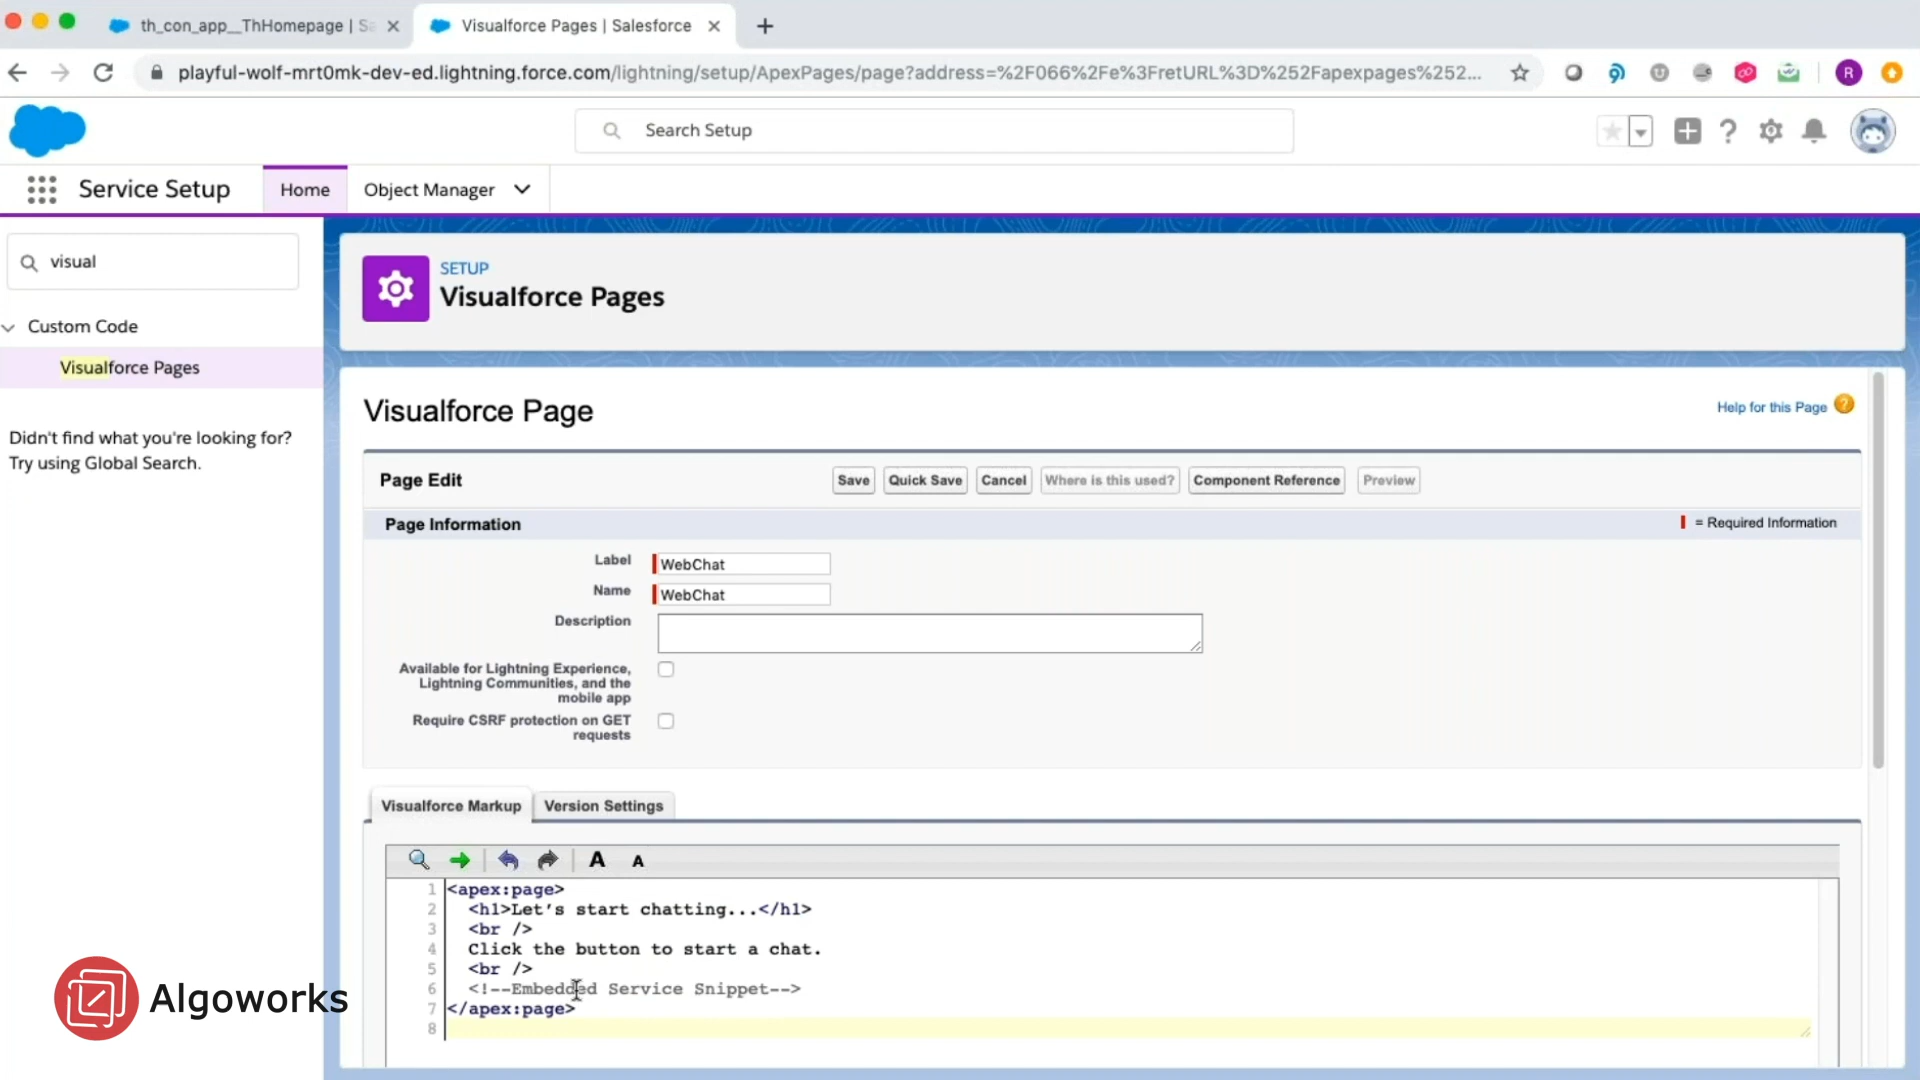 th_con_app__ThHomepage | Sa
Visualforce Pages | Salesforce
playful-wolf-mrt0mk-dev-ed.lightning.force.com/lightning/setup/ApexPages/page?address=%2F066%2Fe%3FretURL%3D%252Fapexpages%252...
R
Search Setup
Service Setup
Home
Object Manager
visual
Custom Code
Visualforce Pages
Didn't find what you're looking for?
Try using Global Search.
SETUP
Visualforce Pages
Visualforce Page
Help for this Page ?
Page Edit
Save
Quick Save
Cancel
Where is this used?
Component Reference
Preview
Page Information
= Required Information
Label
WebChat
Name
WebChat
Description
Available for Lightning Experience,
Lightning Communities, and the
mobile app
Require CSRF protection on GET
requests
Visualforce Markup
Version Settings
A A
1 <apex:page>
2 <h1>Let’s start chatting...</h1>
3 <br />
4 Click the button to start a chat.
5 <br />
6 <!--Embedded Service Snippet-->
7 </apex:page>
8
Algoworks